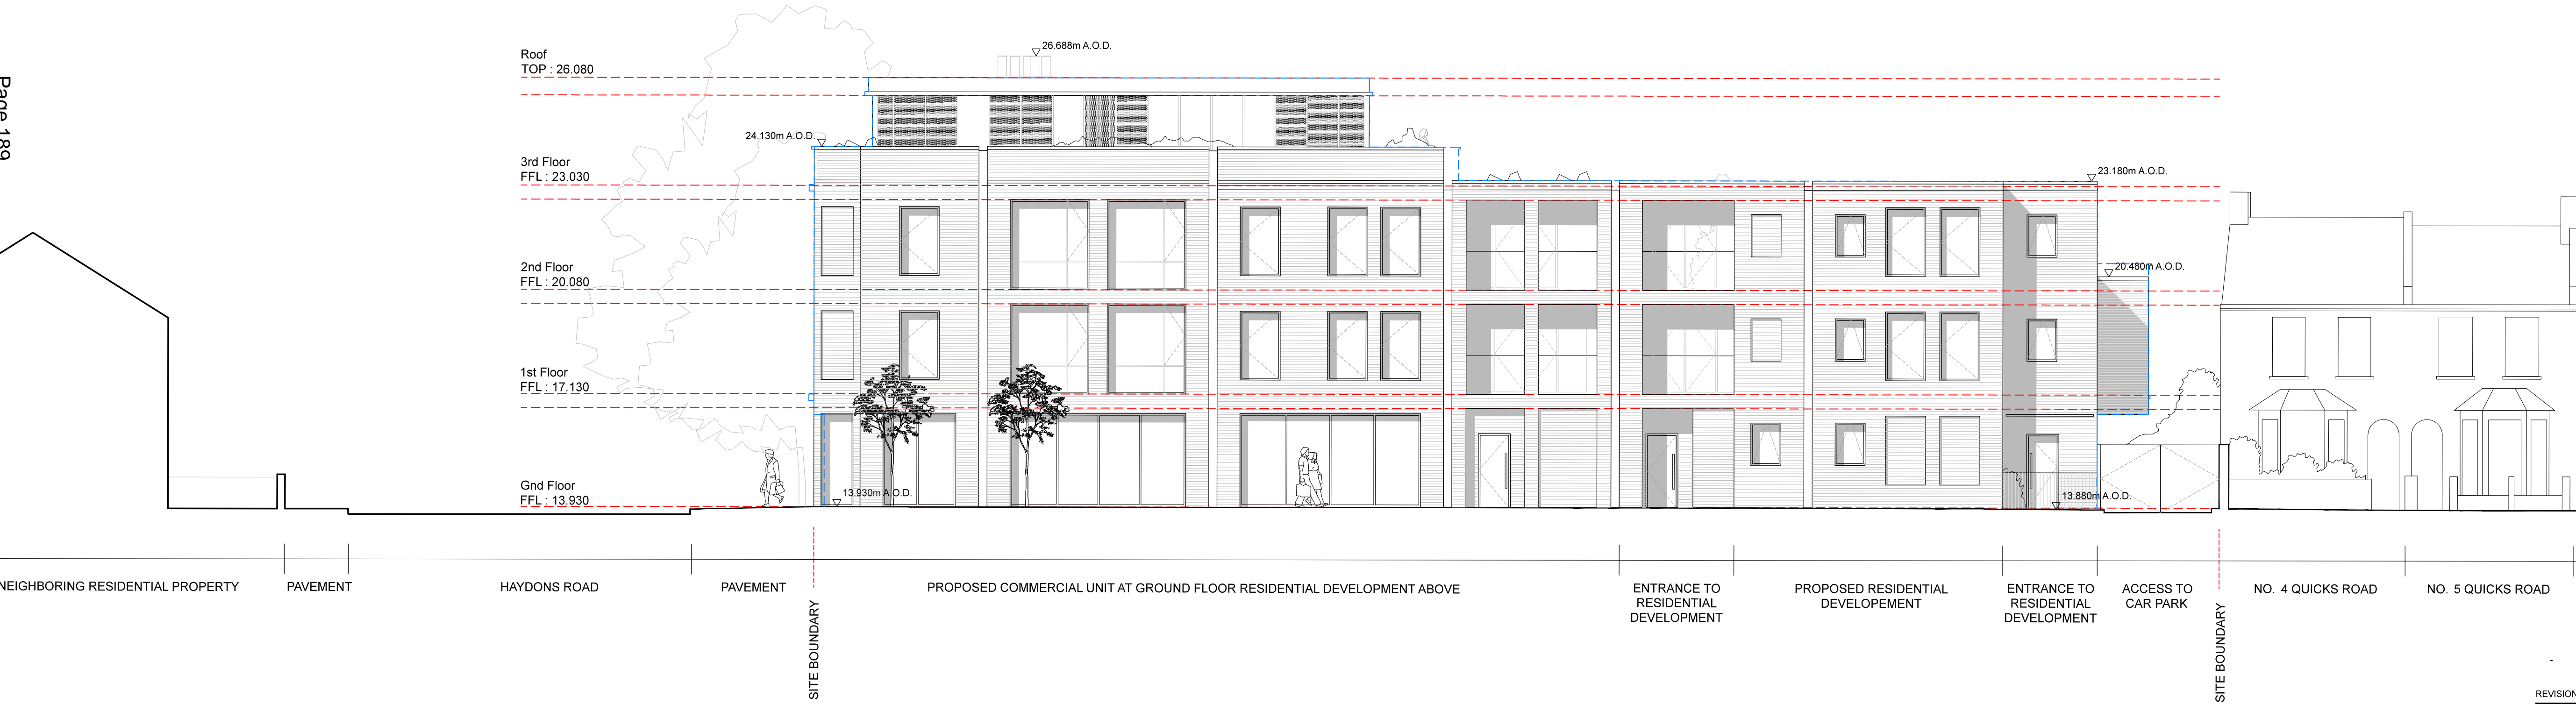 Page 189
Roof
TOP : 26.080
26.688m A.O.D.
24.130m A.O.D.
3rd Floor
FFL : 23.030
23.180m A.O.D.
2nd Floor
FFL : 20.080
20.480m A.O.D.
1st Floor
FFL : 17.130
Gnd Floor
FFL : 13.930
13.930m A.O.D.
13.880m A.O.D.
NEIGHBORING RESIDENTIAL PROPERTY
PAVEMENT
HAYDONS ROAD
PAVEMENT
SITE BOUNDARY
PROPOSED COMMERCIAL UNIT AT GROUND FLOOR RESIDENTIAL DEVELOPMENT ABOVE
ENTRANCE TO
RESIDENTIAL
DEVELOPMENT
PROPOSED RESIDENTIAL
DEVELOPEMENT
ENTRANCE TO
RESIDENTIAL
DEVELOPMENT
ACCESS TO
CAR PARK
SITE BOUNDARY
NO. 4 QUICKS ROAD
NO. 5 QUICKS ROAD
-
REVISION